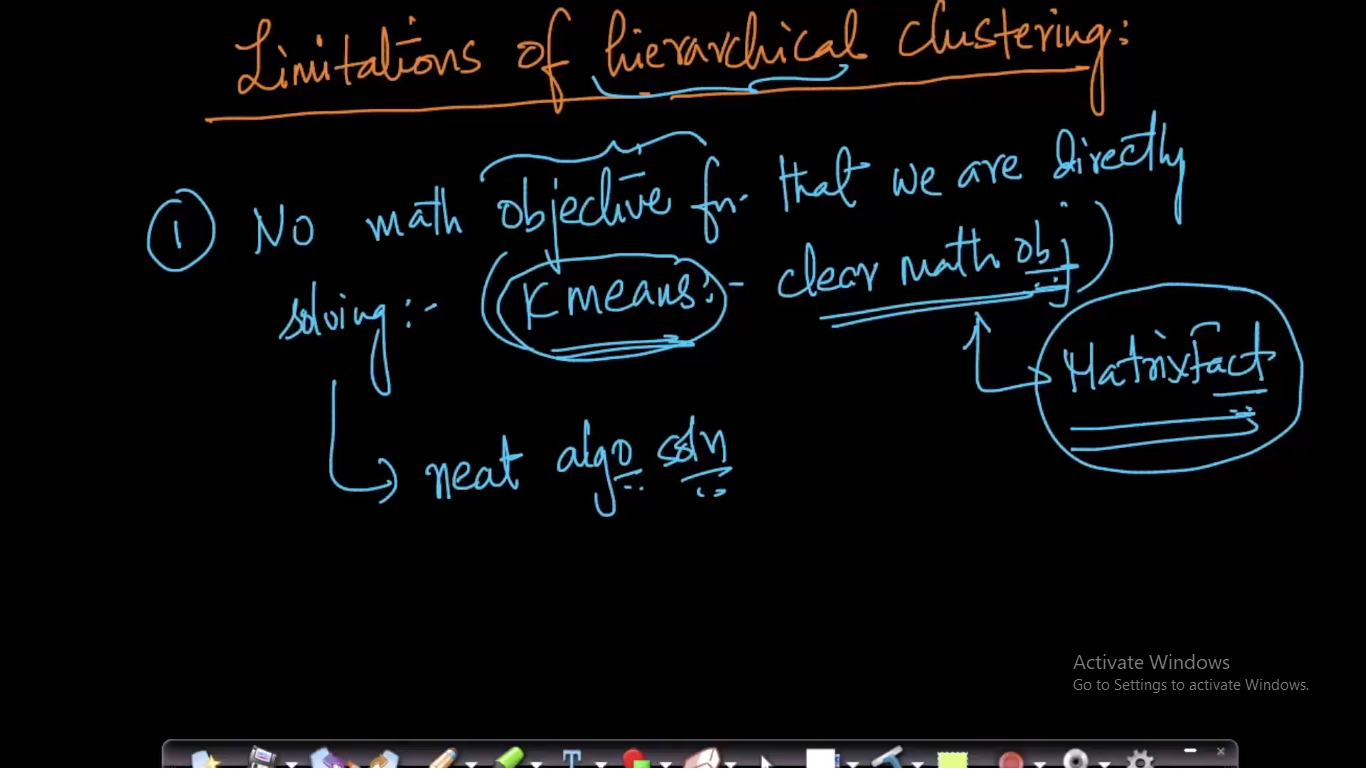 Limitations of hierarchical clustering:
① No math objective fn. that we are directly
solving :- (K means :- clear math obj)
MatrixFact
→ neat algo soln
Activate Windows
Go to Settings to activate Windows.